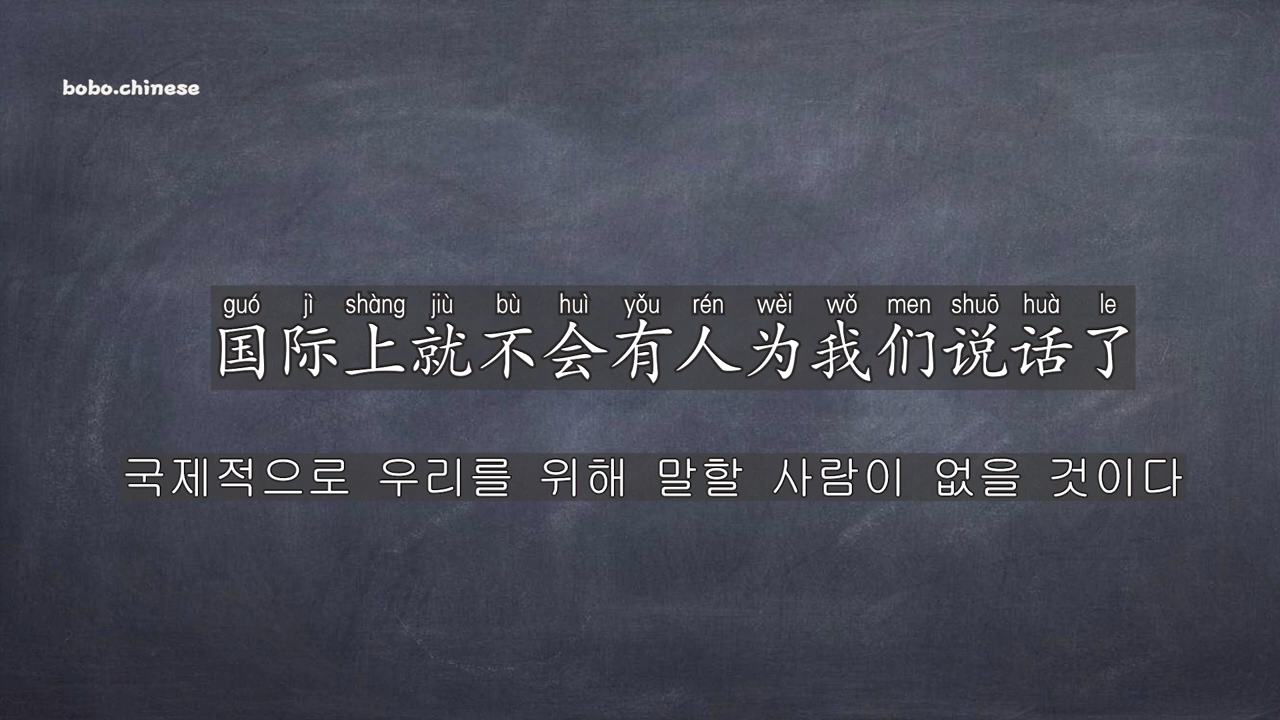 bobo.chinese
guó jì shàng jiù bù huì yǒu rén wèi wǒ men shuō huà le
国际上就不会有人为我们说话了
국제적으로 우리를 위해 말할 사람이 없을 것이다